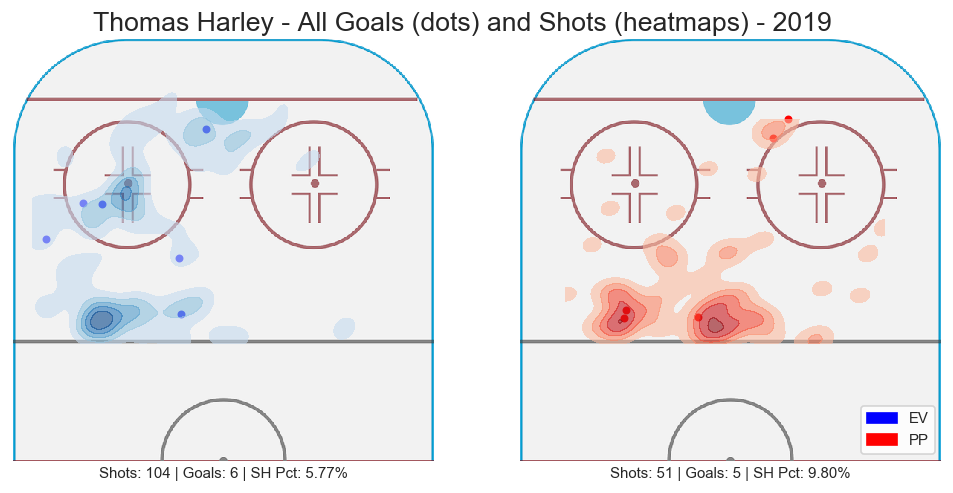 Thomas Harley - All Goals (dots) and Shots (heatmaps) - 2019
EV
PP
Shots: 104 | Goals: 6 | SH Pct: 5.77%
Shots: 51 | Goals: 5 | SH Pct: 9.80%